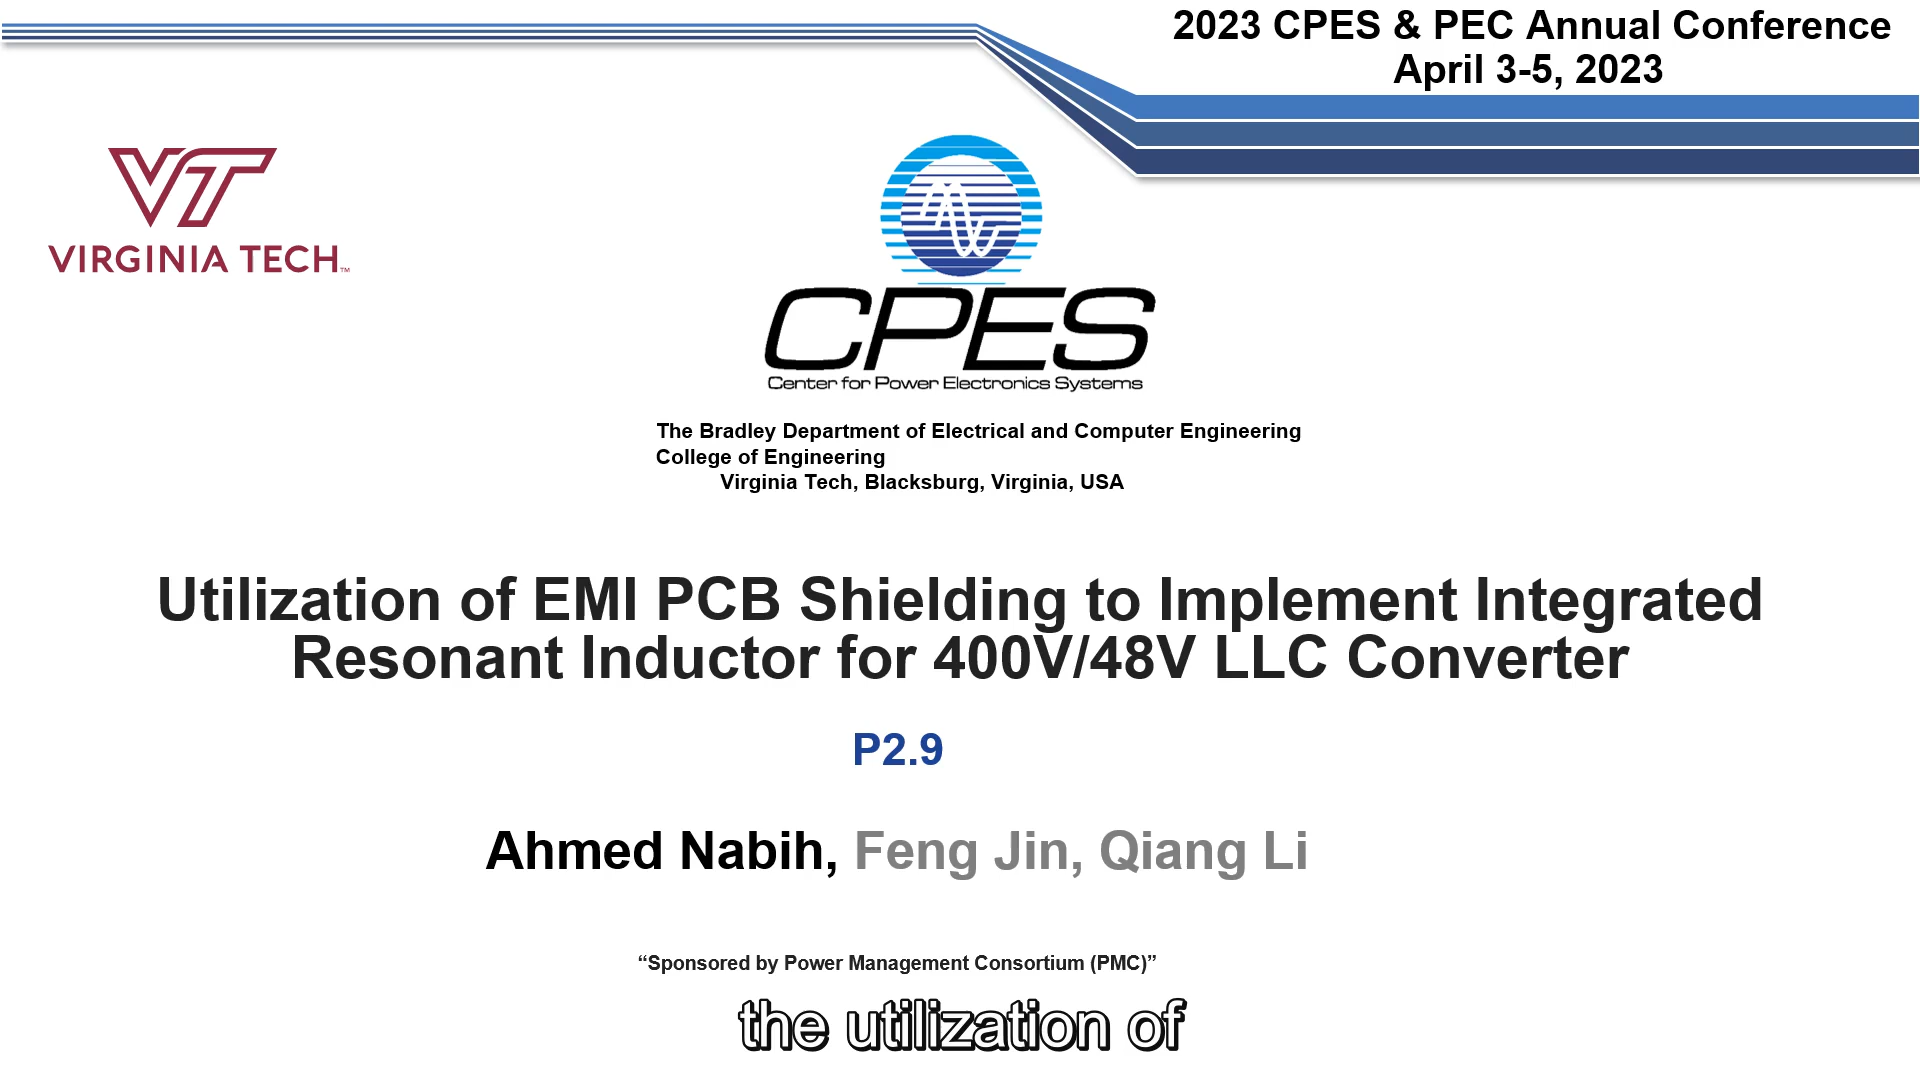 2023 CPES & PEC Annual Conference
April 3-5, 2023
VT
VIRGINIA TECH™
CPES
Center for Power Electronics Systems
The Bradley Department of Electrical and Computer Engineering
College of Engineering
Virginia Tech, Blacksburg, Virginia, USA
Utilization of EMI PCB Shielding to Implement Integrated
Resonant Inductor for 400V/48V LLC Converter
P2.9
Ahmed Nabih, Feng Jin, Qiang Li
“Sponsored by Power Management Consortium (PMC)”
the utilization of